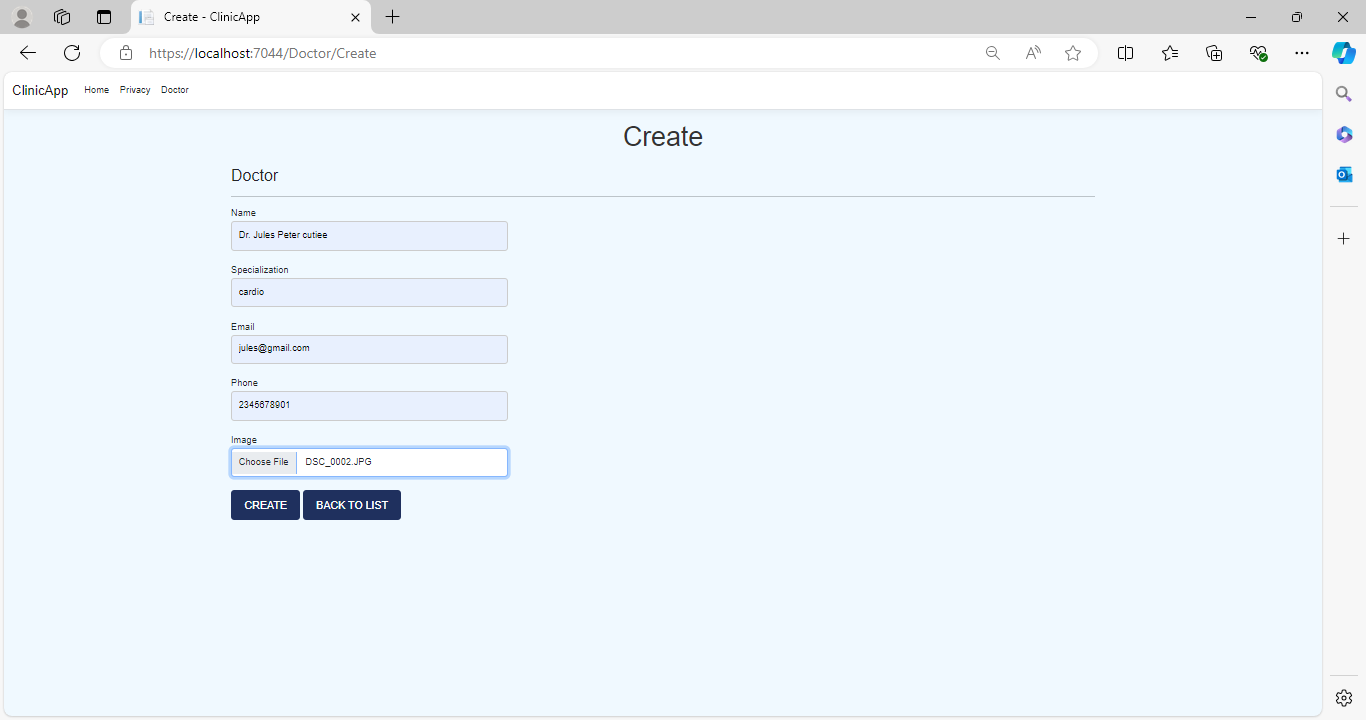 Create - ClinicApp
https://localhost:7044/Doctor/Create
ClinicApp Home Privacy Doctor
Create
Doctor
Name
Dr. Jules Peter cutiee
Specialization
cardio
Email
jules@gmail.com
Phone
2345678901
Image
Choose File DSC_0002.JPG
CREATE BACK TO LIST